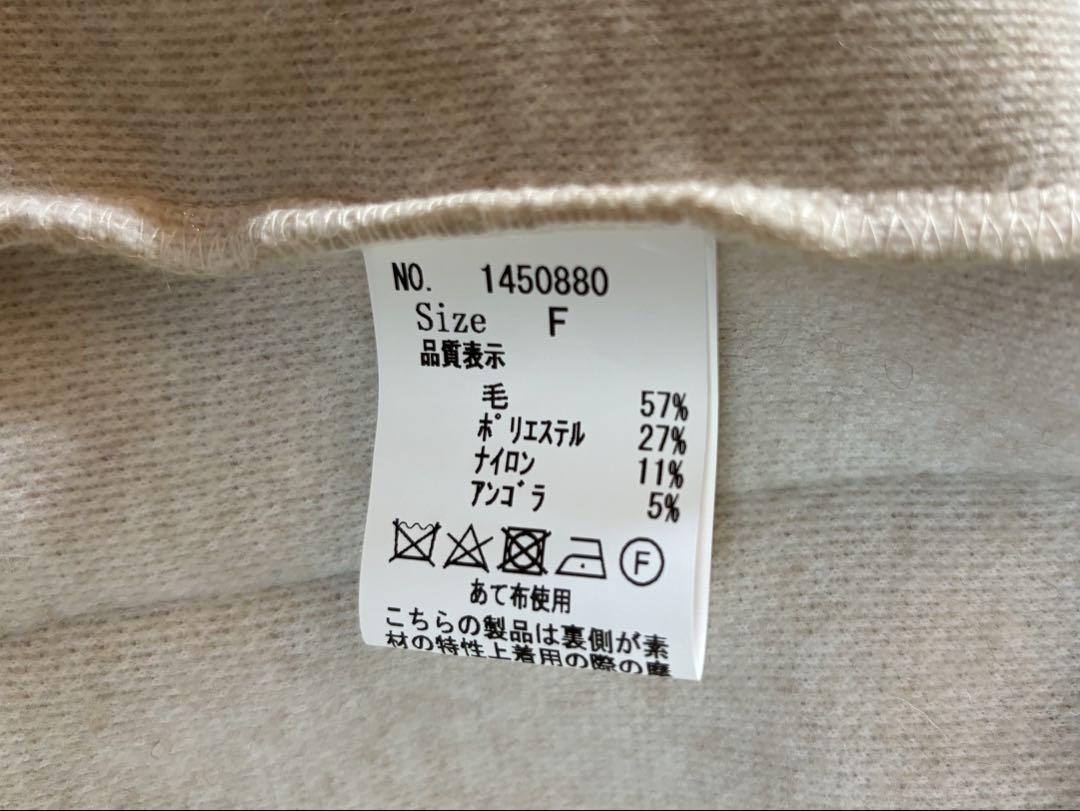 NO. 1450880
Size F
品質表示
毛 57%
ポリエステル 27%
ナイロン 11%
アンゴラ 5%
F
あて布使用
こちらの製品は裏側が素
材の特性上着用の際の摩